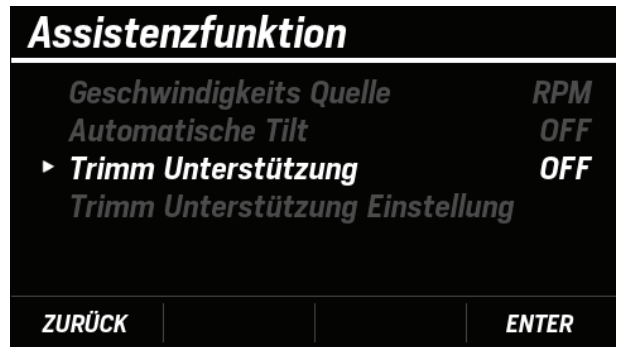 Assistenzfunktion
Geschwindigkeits Quelle RPM
Automatische Tilt OFF
▸ Trimm Unterstützung OFF
Trimm Unterstützung Einstellung
ZURÜCK ENTER